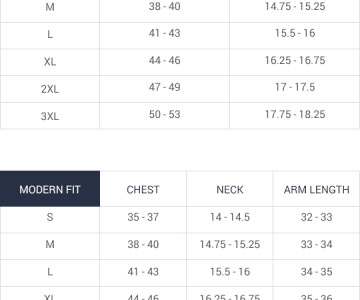 M 38 - 40 14.75 - 15.25
L 41 - 43 15.5 - 16
XL 44 - 46 16.25 - 16.75
2XL 47 - 49 17 - 17.5
3XL 50 - 53 17.75 - 18.25
MODERN FIT CHEST NECK ARM LENGTH
S 35 - 37 14 - 14.5 32 - 33
M 38 - 40 14.75 - 15.25 33 - 34
L 41 - 43 15.5 - 16 34 - 35
XL 44 - 46 16.25 - 16.75 35 - 36